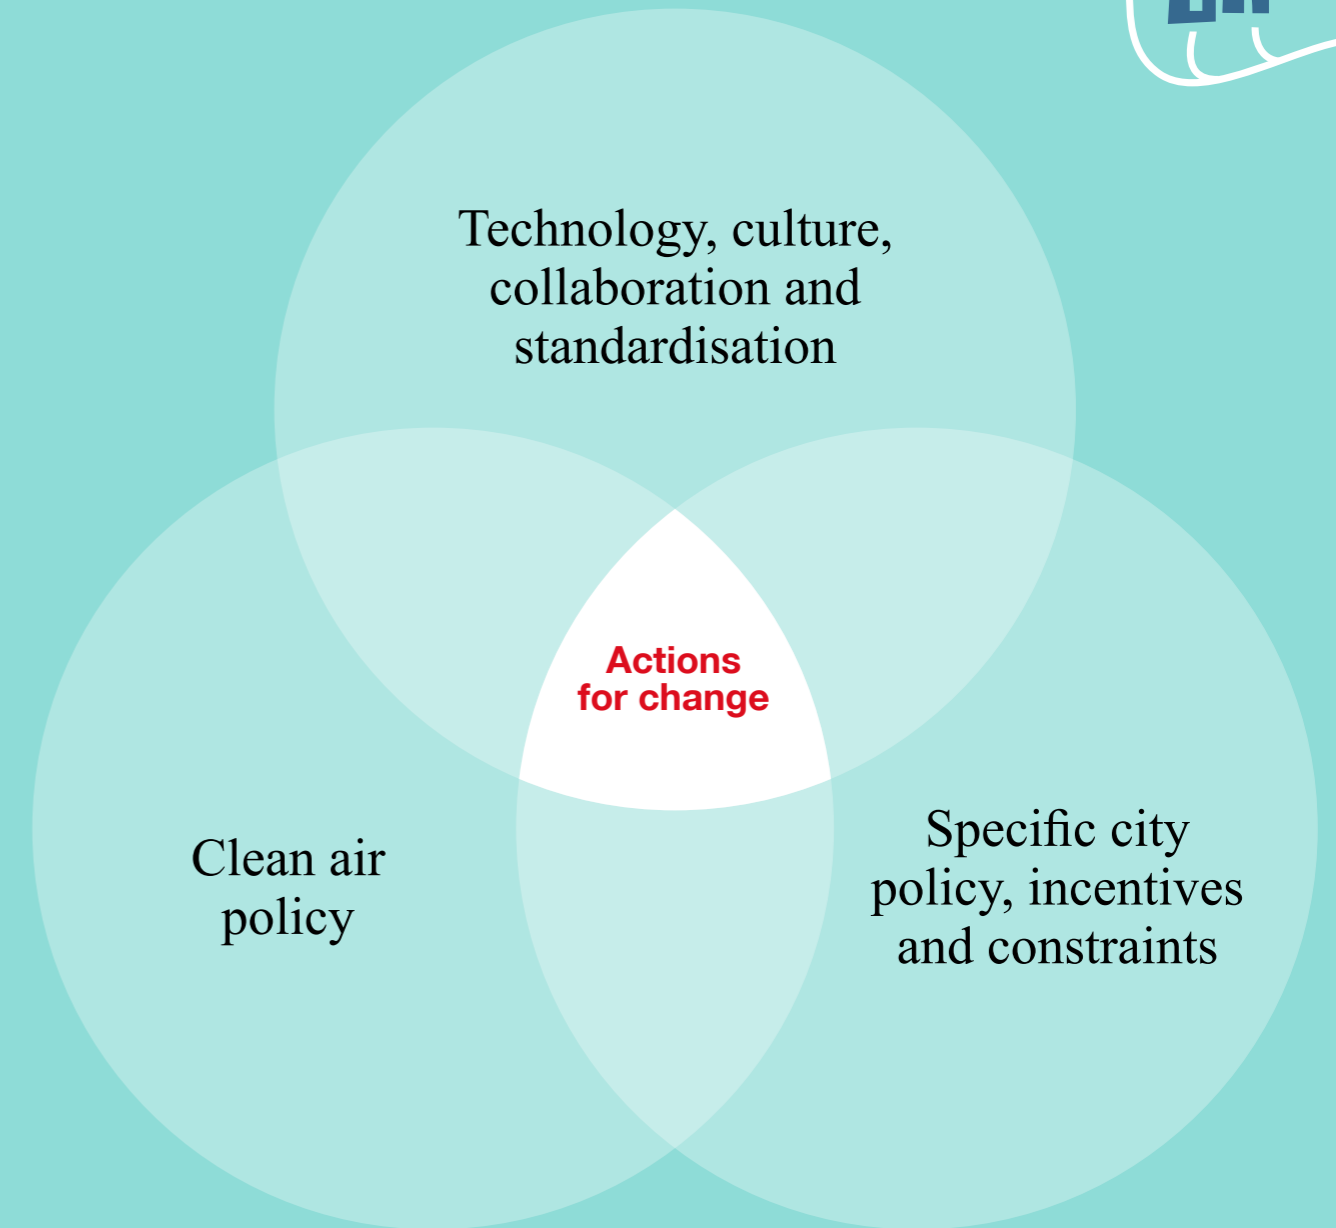 Technology, culture,
collaboration and
standardisation
Actions
for change
Clean air
policy
Specific city
policy, incentives
and constraints